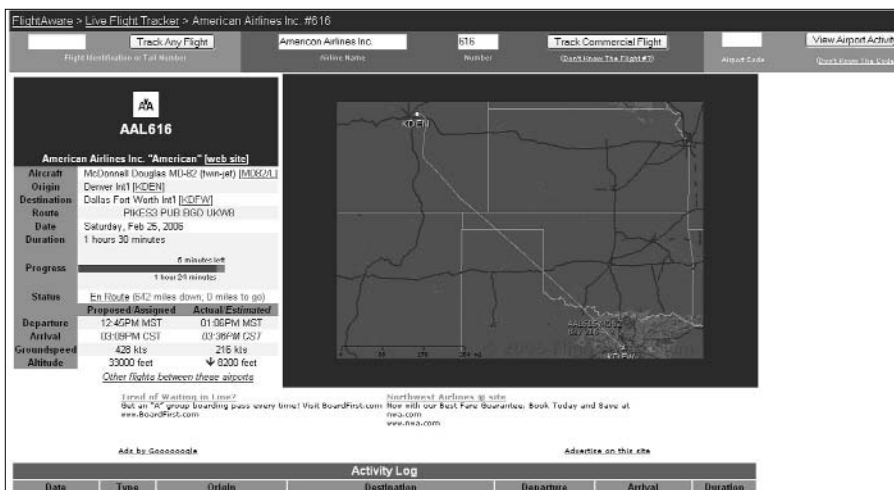 FlightAware > Live Flight Tracker > American Airlines Inc. #616
Track Any Flight American Airlines Inc. 616 Track Commercial Flight View Airport Activity
Flight Identification or Tail Number Airline Name Number (Don't Know The Flight #?) Airport Code (Don't Know The Code
AA
AAL616
American Airlines Inc. "American" [web site]
Aircraft McDonnell Douglas MD-82 (twin-jet) [MD82/L]
Origin Denver Int'l [KDEN]
Destination Dallas Fort Worth Int'l [KDFW]
Route PIKES3 PUB BGD UKW8
Date Saturday, Feb 25, 2006
Duration 1 hours 30 minutes
6 minutes left
Progress
1 hour 24 minutes
Status En Route (642 miles down; 0 miles to go)
Proposed/Assigned Actual/Estimated
Departure 12:45PM MST 01:06PM MST
Arrival 03:09PM CST 03:36PM CST
Groundspeed 428 kts 216 kts
Altitude 33000 feet 8200 feet
Other flights between these airports
KDEN
KDFW
Tired of Waiting in Line? Northwest Airlines @ site
Get an "A" group boarding pass every time! Visit BoardFirst.com Now with our Best Fare Guarantee. Book Today and Save at
www.BoardFirst.com nwa.com
www.nwa.com
Ads by Goooooogle Advertise on this site
Activity Log
Date Type Origin Destination Departure Arrival Duration